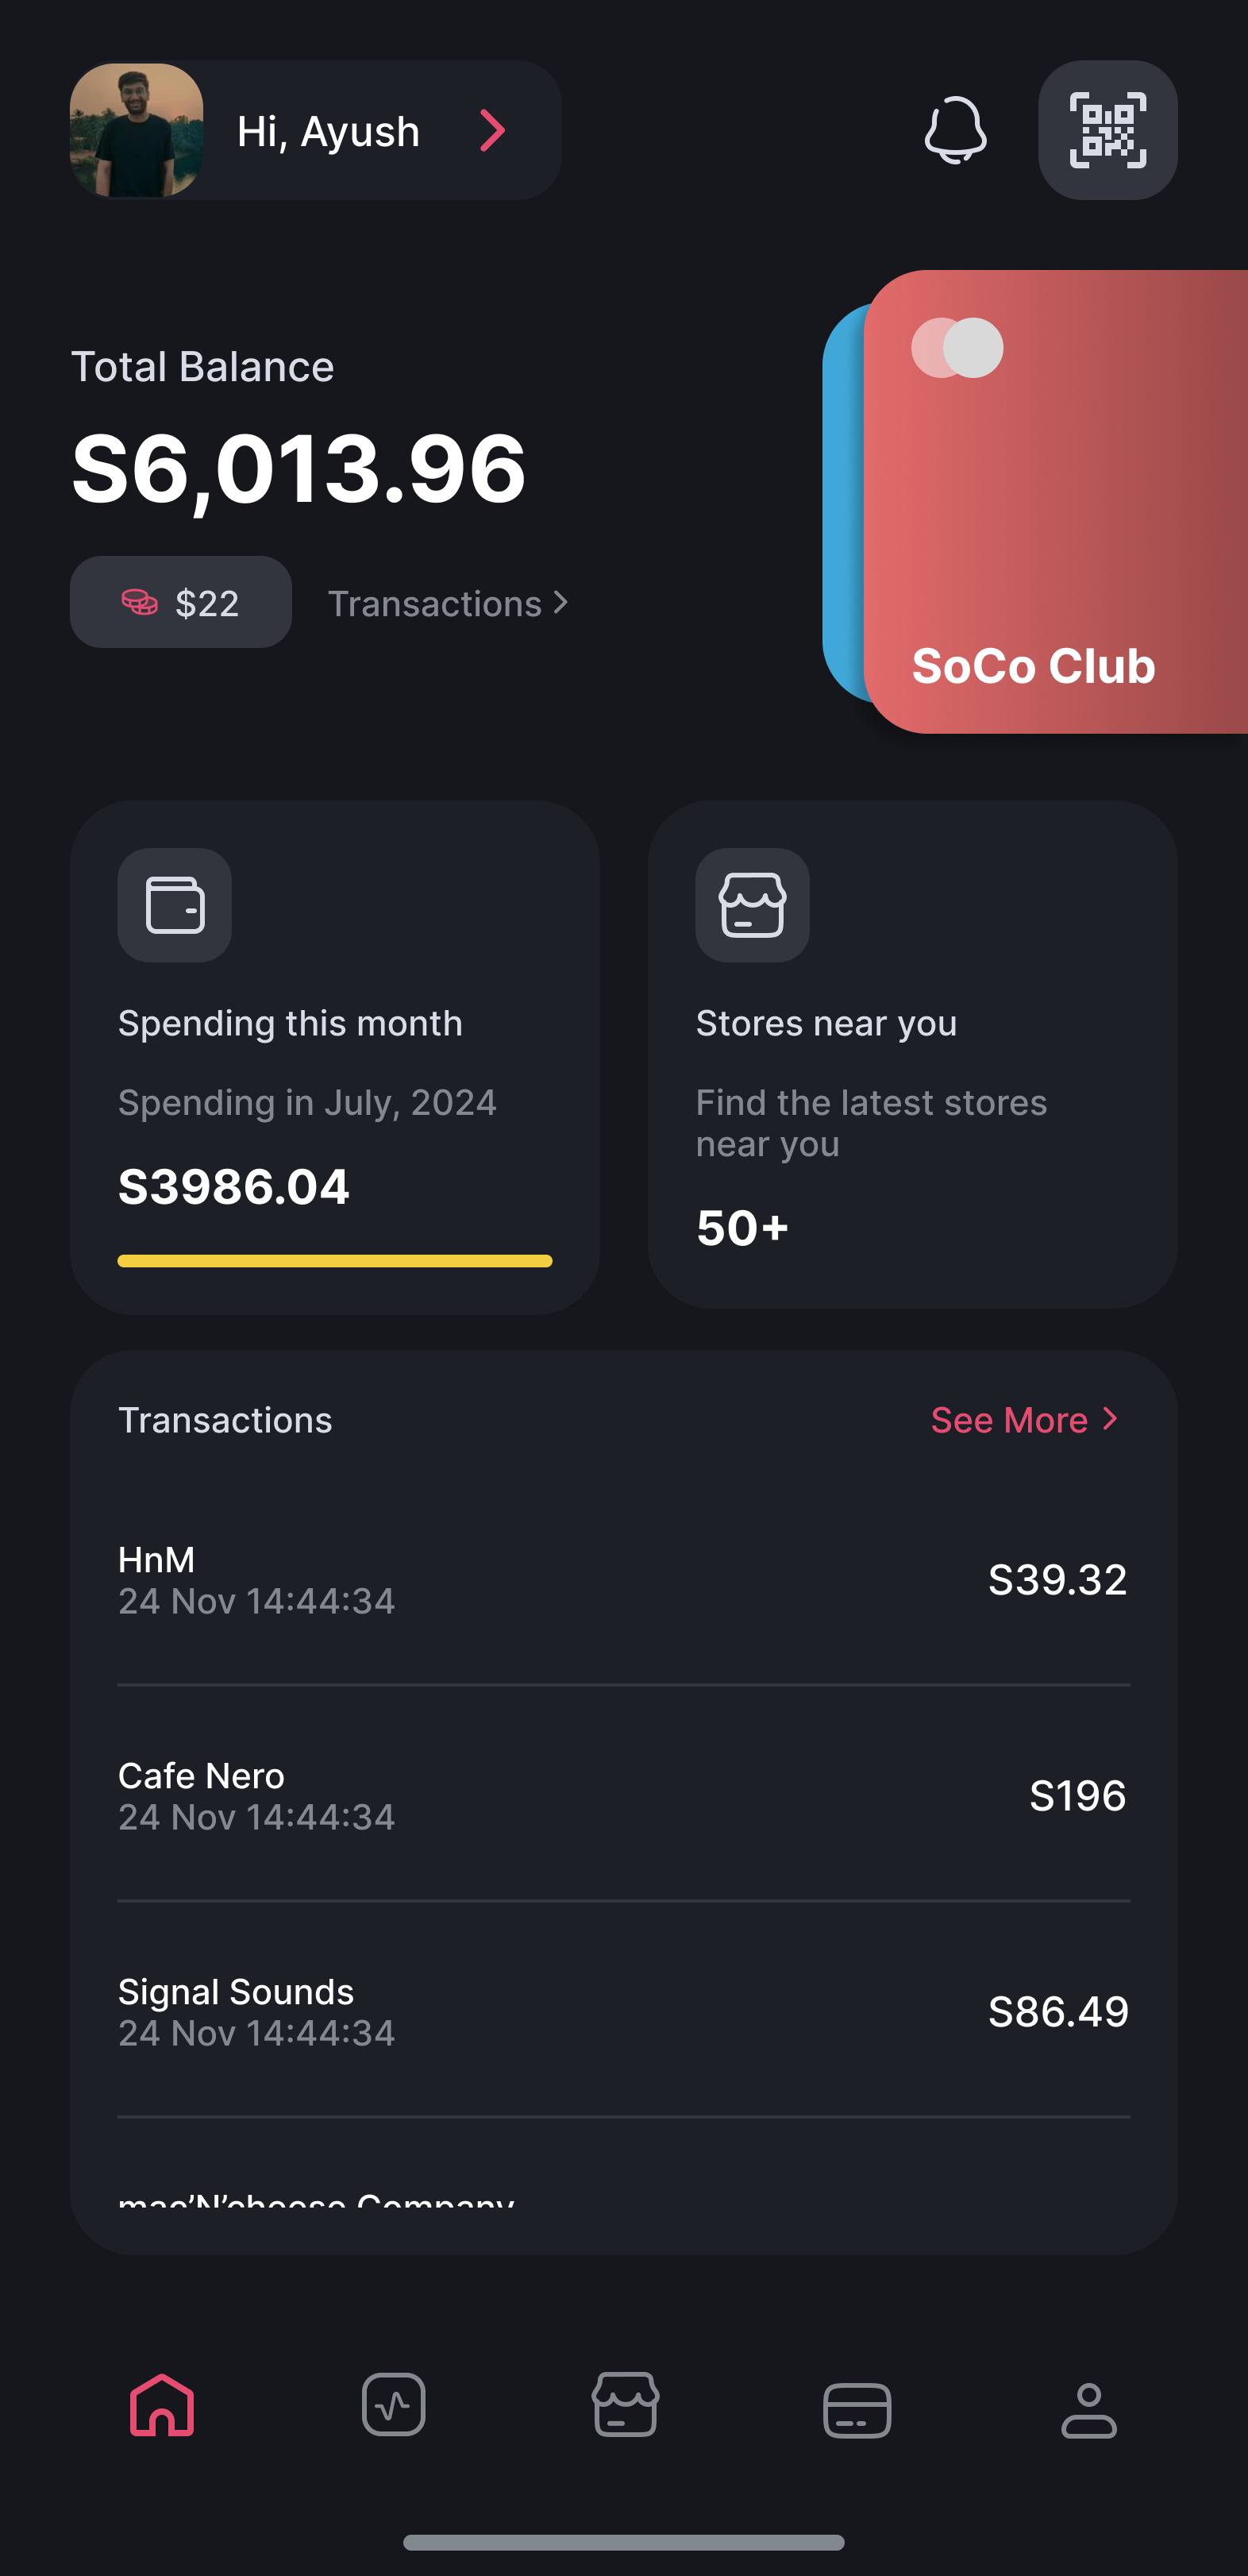 Hi, Ayush
Total Balance
S6,013.96
$22
Transactions
SoCo Club
Spending this month
Spending in July, 2024
S3986.04
Stores near you
Find the latest stores
near you
50+
Transactions
See More
HnM
24 Nov 14:44:34
S39.32
Cafe Nero
24 Nov 14:44:34
S196
Signal Sounds
24 Nov 14:44:34
S86.49
mac’N’cheese Company